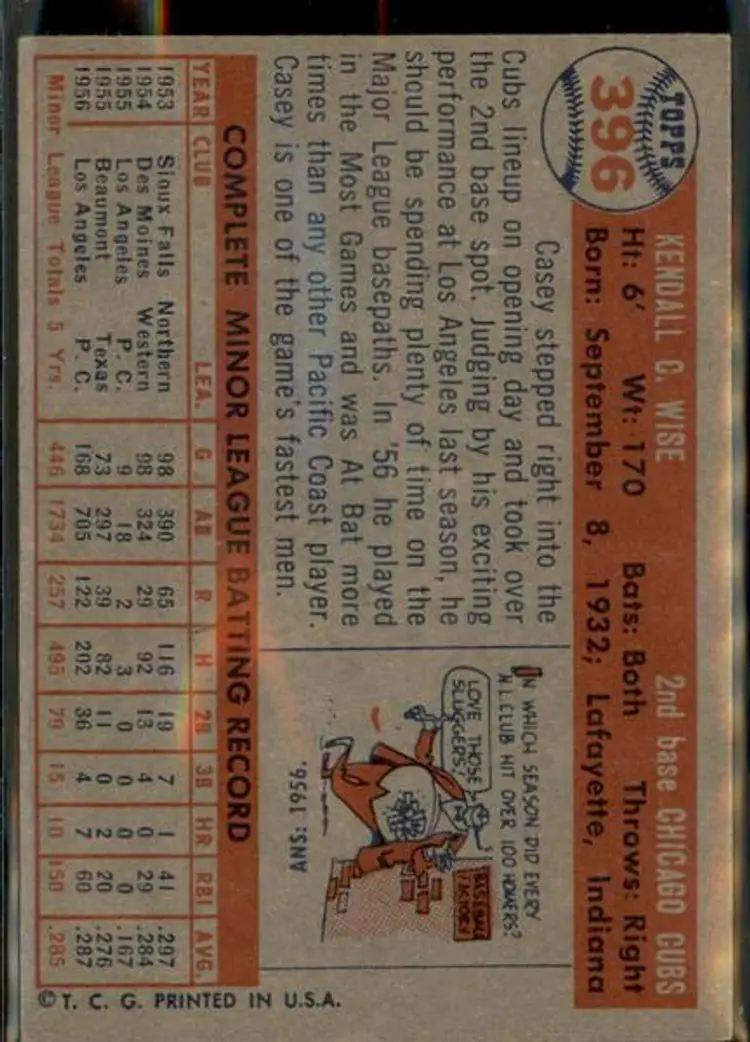 TOPPS
396
KENDALL C. WISE 2nd base CHICAGO CUBS
Ht: 6' Wt: 170 Bats: Both Throws: Right
Born: September 8, 1932; Lafayette, Indiana
Casey stepped right into the
Cubs lineup on opening day and took over
the 2nd base spot. Judging by his exciting
performance at Los Angeles last season, he
should be spending plenty of time on the
Major League basepaths. In '56 he played
in the Most Games and was At Bat more
times than any other Pacific Coast player.
Casey is one of the game's fastest men.
IN WHICH SEASON DID EVERY
N.L. CLUB HIT OVER 100 HOMERS?
LOVE THOSE
SLUGGERS!
BASEBALL
FACTORY
ANS: 1956.
COMPLETE MINOR LEAGUE BATTING RECORD
YEAR CLUB LEA. G AB R H 2B 3B HR RBI AVG.
1953 Sioux Falls Northern 98 390 65 116 19 7 1 41 .297
1954 Des Moines Western 98 324 29 92 13 4 0 29 .284
1955 Los Angeles P. C. 9 18 2 3 0 0 0 0 .167
1955 Beaumont Texas 73 297 39 82 11 0 2 20 .276
1956 Los Angeles P. C. 168 705 122 202 36 4 7 60 .287
Minor League Totals 5 Yrs. 446 1734 257 495 79 15 10 150 .285
© T. C. G. PRINTED IN U.S.A.